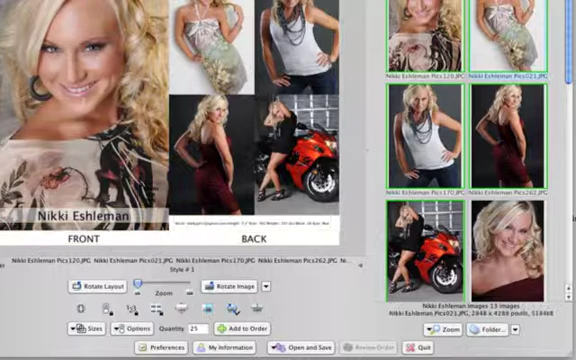 Nikki Eshleman Pics120.JPG Nikki Eshleman Pics021.JPG
Nikki Eshleman
Nikki Eshleman Pics170.JPG Nikki Eshleman Pics262.JPG
FRONT BACK
Nikki Eshleman Pics120.JPG, Nikki Eshleman Pics021.JPG, Nikki Eshleman Pics170.JPG, Nikki Eshleman Pics262.JPG, Ni...
Style # 1
Rotate Layout Zoom Rotate Image
Nikki Eshleman Images 13 images
Nikki Eshleman Pics021.JPG, 2848 x 4288 pixels, 5184kB
Sizes Options Quantity 25 Add to Order Zoom Folder...
Preferences My Information Open and Save Review Order Quit